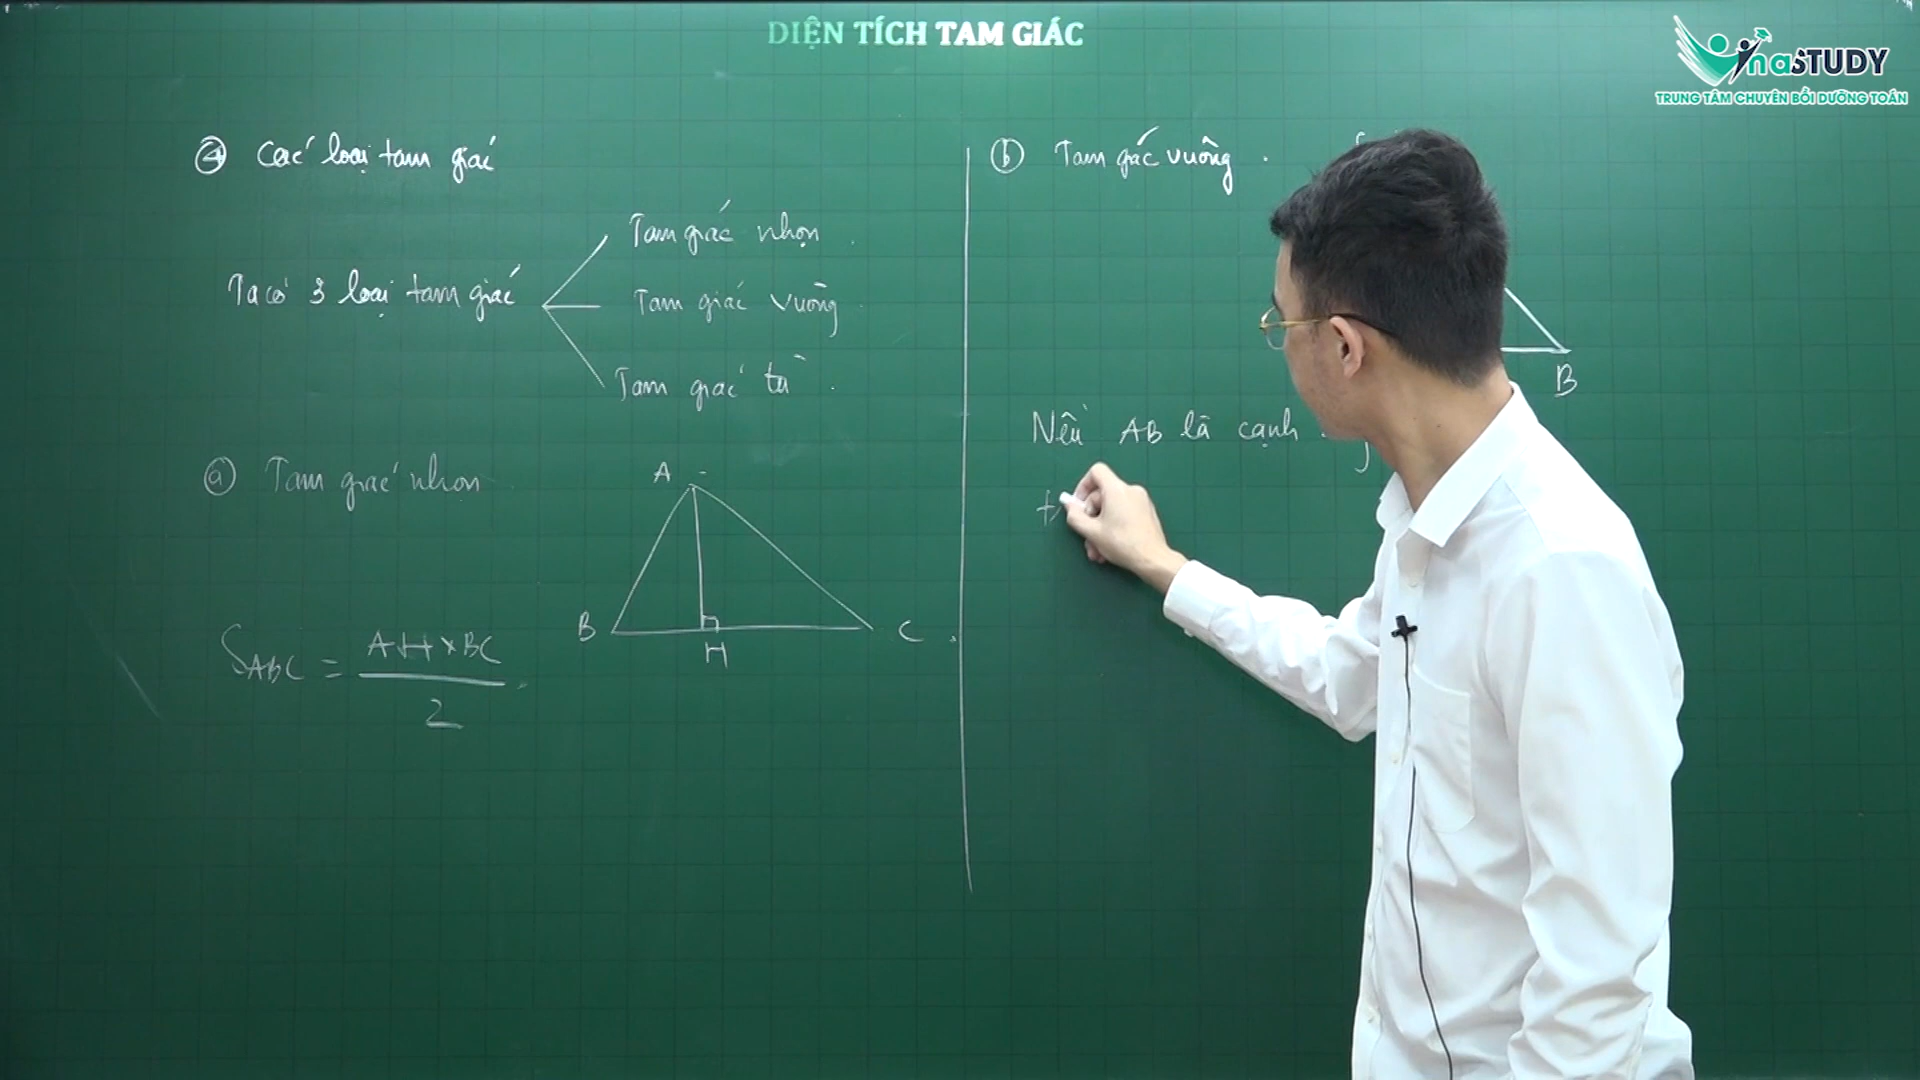 DIỆN TÍCH TAM GIÁC
VinaSTUDY
TRUNG TÂM CHUYÊN BỒI DƯỠNG TOÁN
④ Các loại tam giác
Ta có 3 loại tam giác
Tam giác nhọn.
Tam giác vuông.
Tam giác tù.
ⓐ Tam giác nhọn
A
B
H
C
S_ABC = AH×BC
2
ⓑ Tam giác vuông.
B
Nếu AB là cạnh